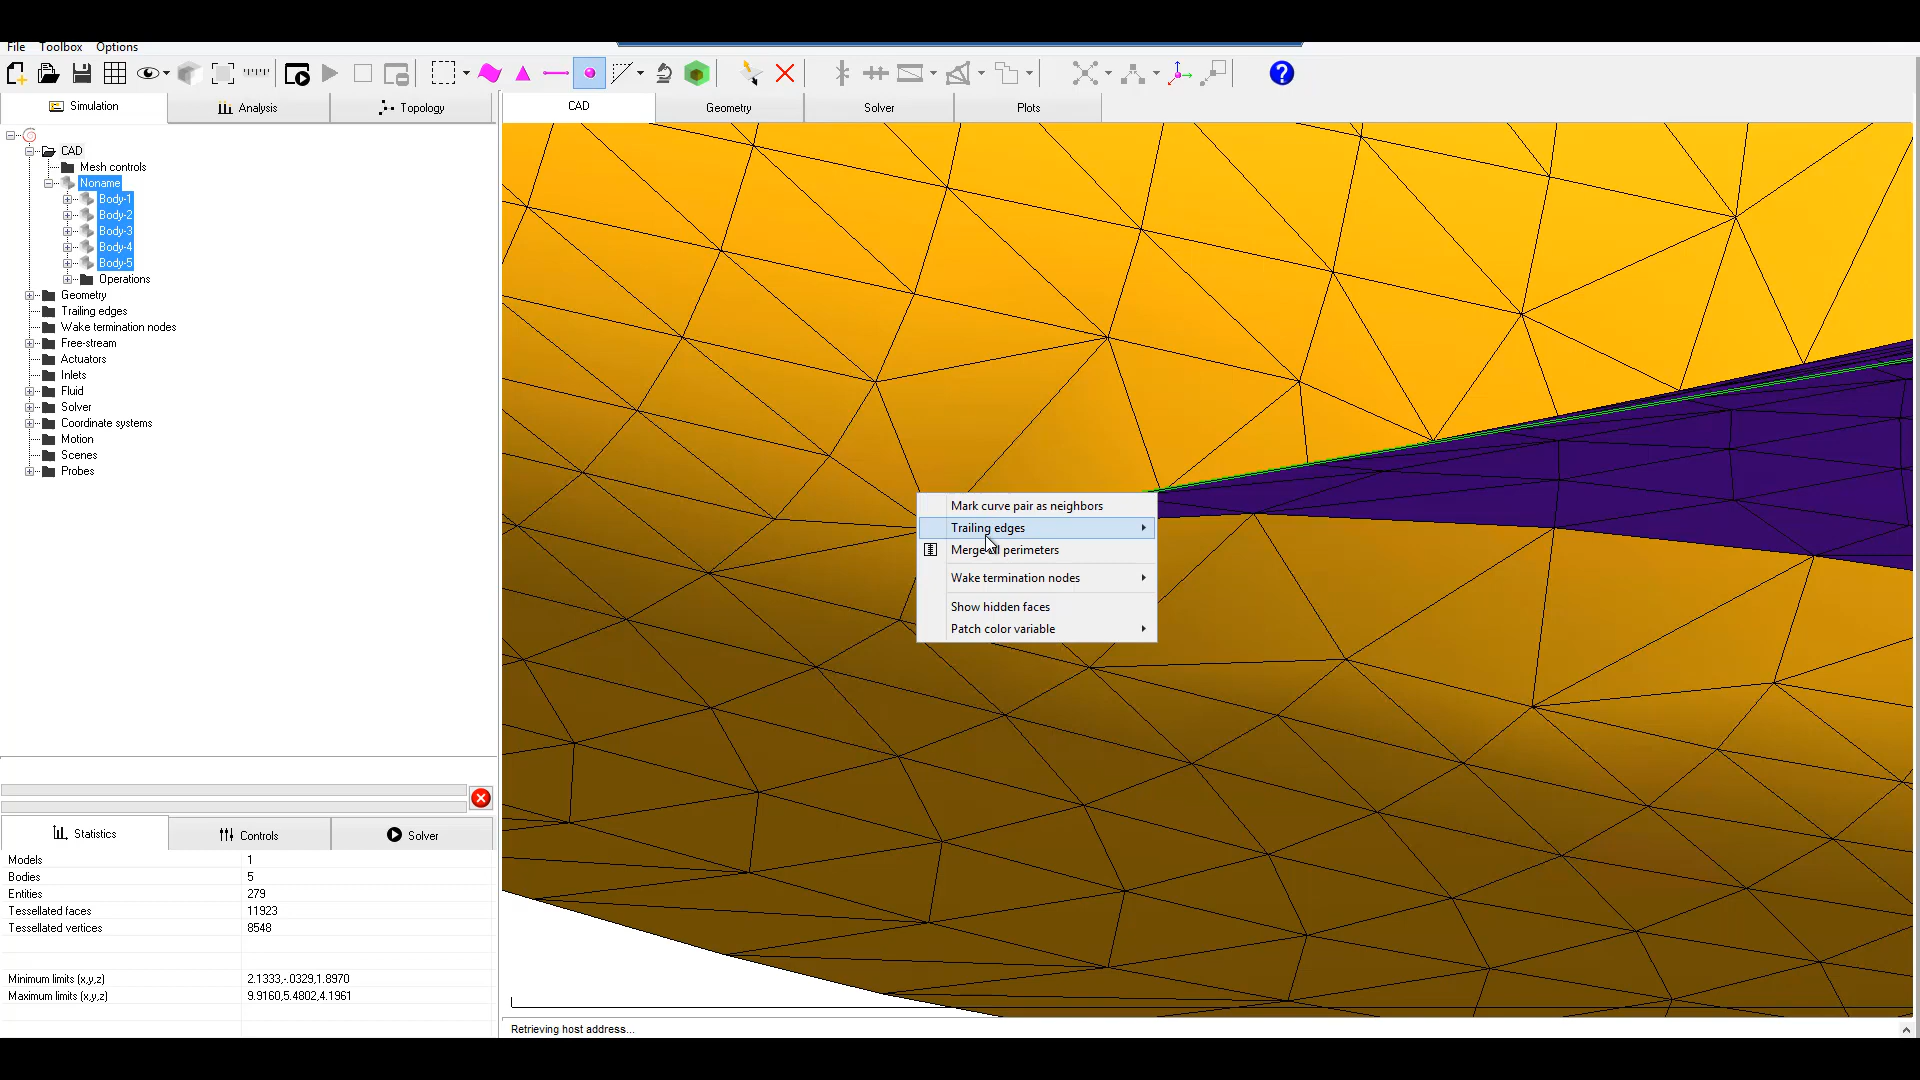 File Toolbox Options
Simulation Analysis Topology
CAD Geometry Solver Plots
CAD
Mesh controls
Noname
Body-1
Body-2
Body-3
Body-4
Body-5
Operations
Geometry
Trailing edges
Wake termination nodes
Free-stream
Actuators
Inlets
Fluid
Solver
Coordinate systems
Motion
Scenes
Probes
Mark curve pair as neighbors
Trailing edges
Merge all perimeters
Wake termination nodes
Show hidden faces
Patch color variable
Statistics Controls Solver
Models 1
Bodies 5
Entities 279
Tessellated faces 11923
Tessellated vertices 8548
Minimum limits (x,y,z) 2.1333,-.0329,1.8970
Maximum limits (x,y,z) 9.9160,5.4802,4.1961
Retrieving host address...